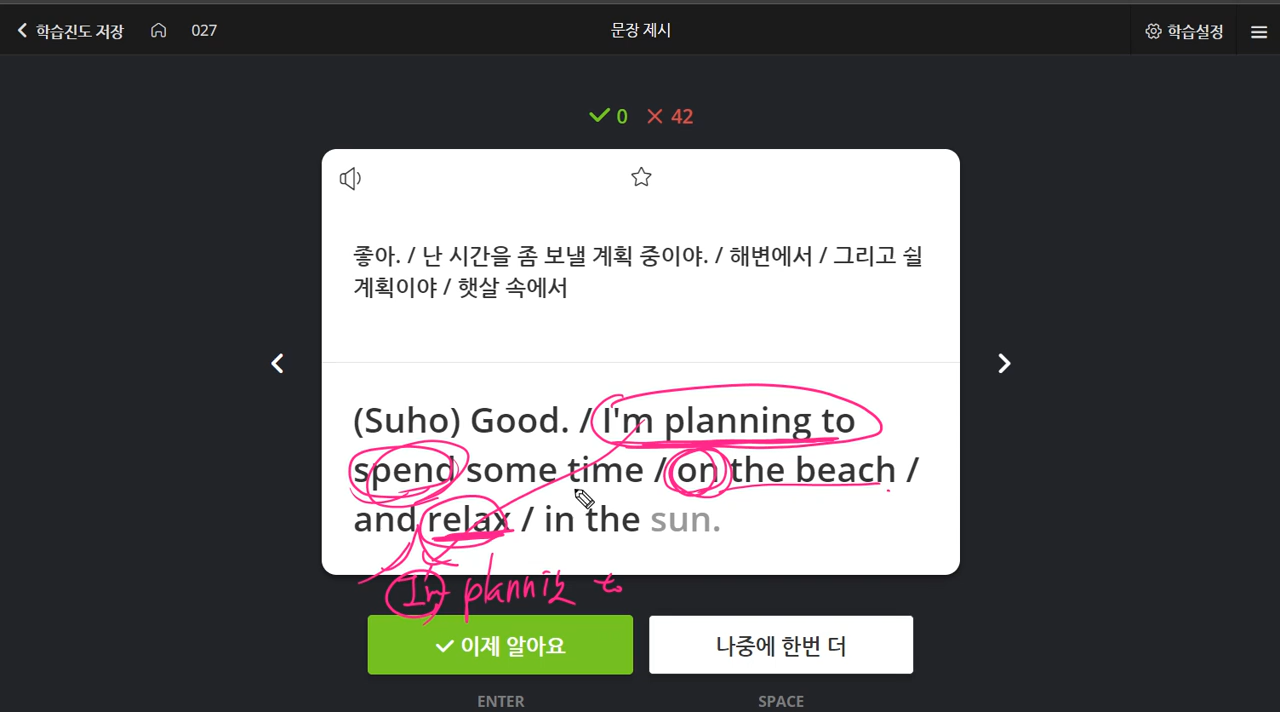 학습진도 저장 027 문장 제시 학습설정
0 42
좋아. / 난 시간을 좀 보낼 계획 중이야. / 해변에서 / 그리고 쉴
계획이야 / 햇살 속에서
(Suho) Good. / I'm planning to
spend some time / on the beach /
and relax / in the sun.
I'm to
이제 알아요 나중에 한번 더
ENTER SPACE